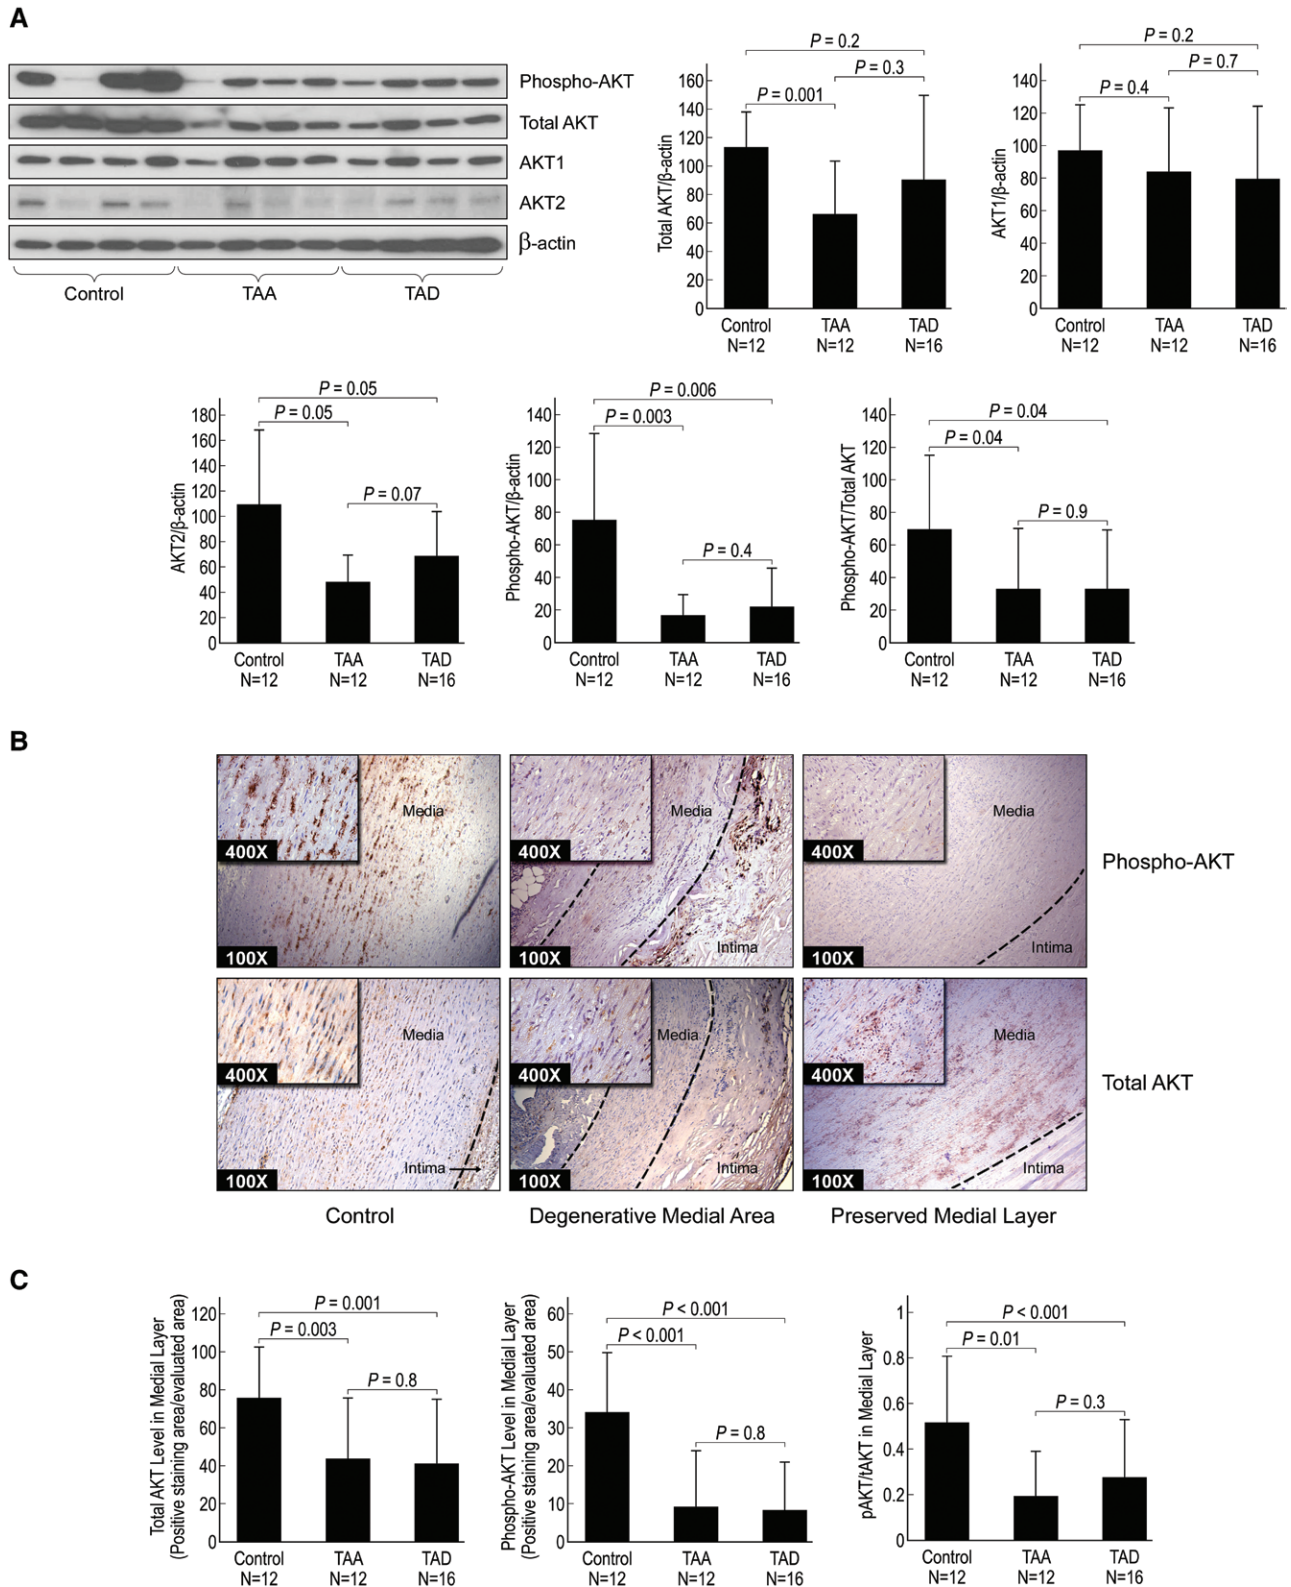 A
Phospho-AKT
Total AKT
AKT1
AKT2
β-actin
Control TAA TAD
Total AKT/β-actin
P = 0.2
P = 0.3
P = 0.001
160
140
120
100
80
60
40
20
0
Control TAA TAD
N=12 N=12 N=16
AKT1/β-actin
P = 0.2
P = 0.7
P = 0.4
140
120
100
80
60
40
20
0
Control TAA TAD
N=12 N=12 N=16
AKT2/β-actin
P = 0.05
P = 0.05
P = 0.07
180
160
140
120
100
80
60
40
20
0
Control TAA TAD
N=12 N=12 N=16
Phospho-AKT/β-actin
P = 0.006
P = 0.003
P = 0.4
140
120
100
80
60
40
20
0
Control TAA TAD
N=12 N=12 N=16
Phospho-AKT/Total AKT
P = 0.04
P = 0.04
P = 0.9
140
120
100
80
60
40
20
0
Control TAA TAD
N=12 N=12 N=16
B
Media
400X
100X
Media
400X
100X
Intima
Media
400X
100X
Intima
Phospho-AKT
Media
400X
100X
Intima
Media
400X
100X
Intima
Media
400X
100X
Intima
Total AKT
Control
Degenerative Medial Area
Preserved Medial Layer
C
Total AKT Level in Medial Layer
(Positive staining area/evaluated area)
P = 0.001
P = 0.003
P = 0.8
120
100
80
60
40
20
0
Control TAA TAD
N=12 N=12 N=16
Phospho-AKT Level in Medial Layer
(Positive staining area/evaluated area)
P < 0.001
P < 0.001
P = 0.8
60
50
40
30
20
10
0
Control TAA TAD
N=12 N=12 N=16
pAKT/tAKT in Medial Layer
P < 0.001
P = 0.01
P = 0.3
1
0.8
0.6
0.4
0.2
0
Control TAA TAD
N=12 N=12 N=16